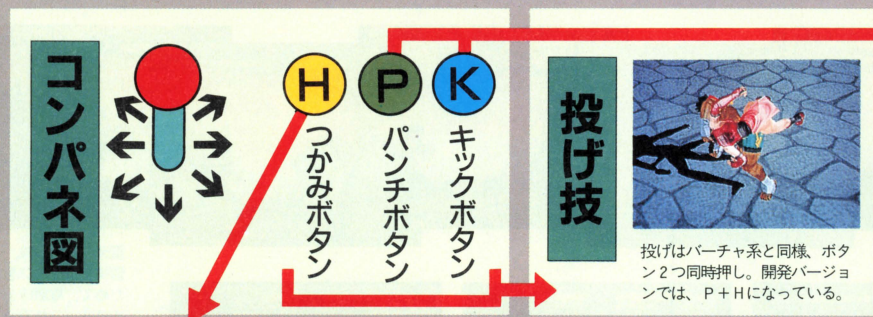 コンパネ図
H
P
K
つかみボタン
パンチボタン
キックボタン
投げ技
投げはバーチャ系と同様、ボタ
ン2つ同時押し。開発バージョ
ンでは、P+Hになっている。